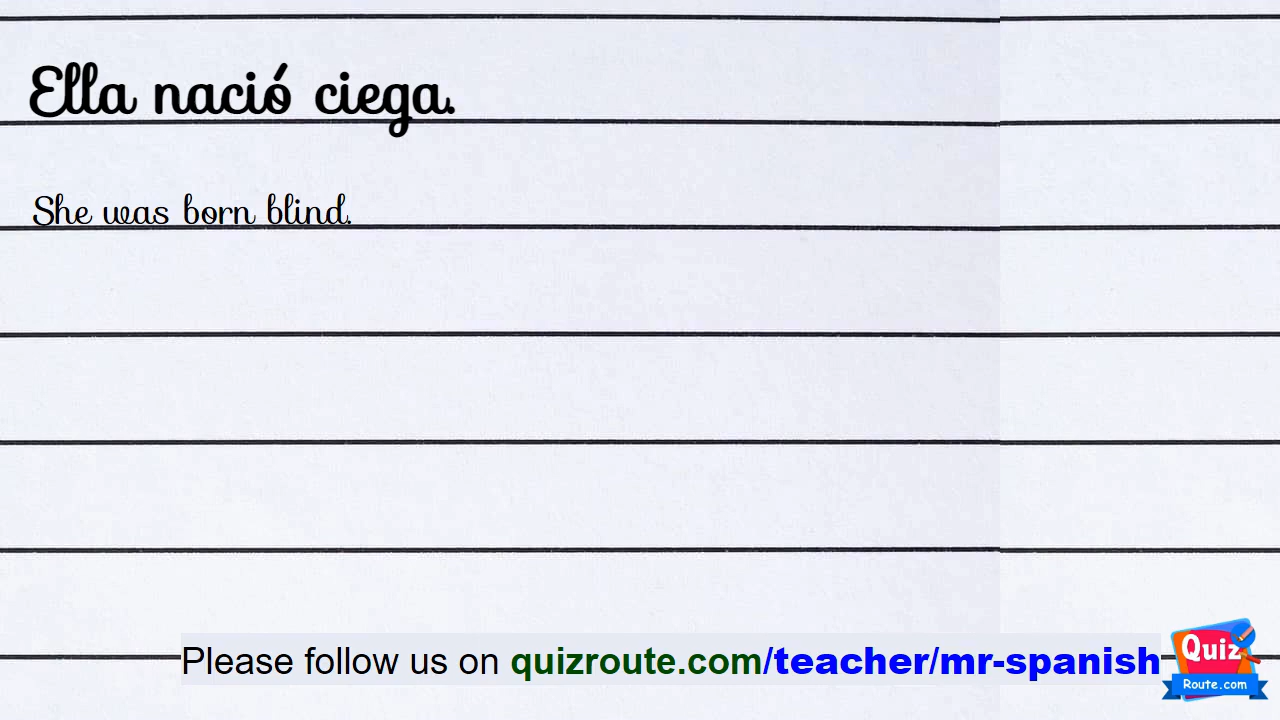 Ella nació ciega.
She was born blind.
Please follow us on quizroute.com/teacher/mr-spanish
Quiz
Route.com